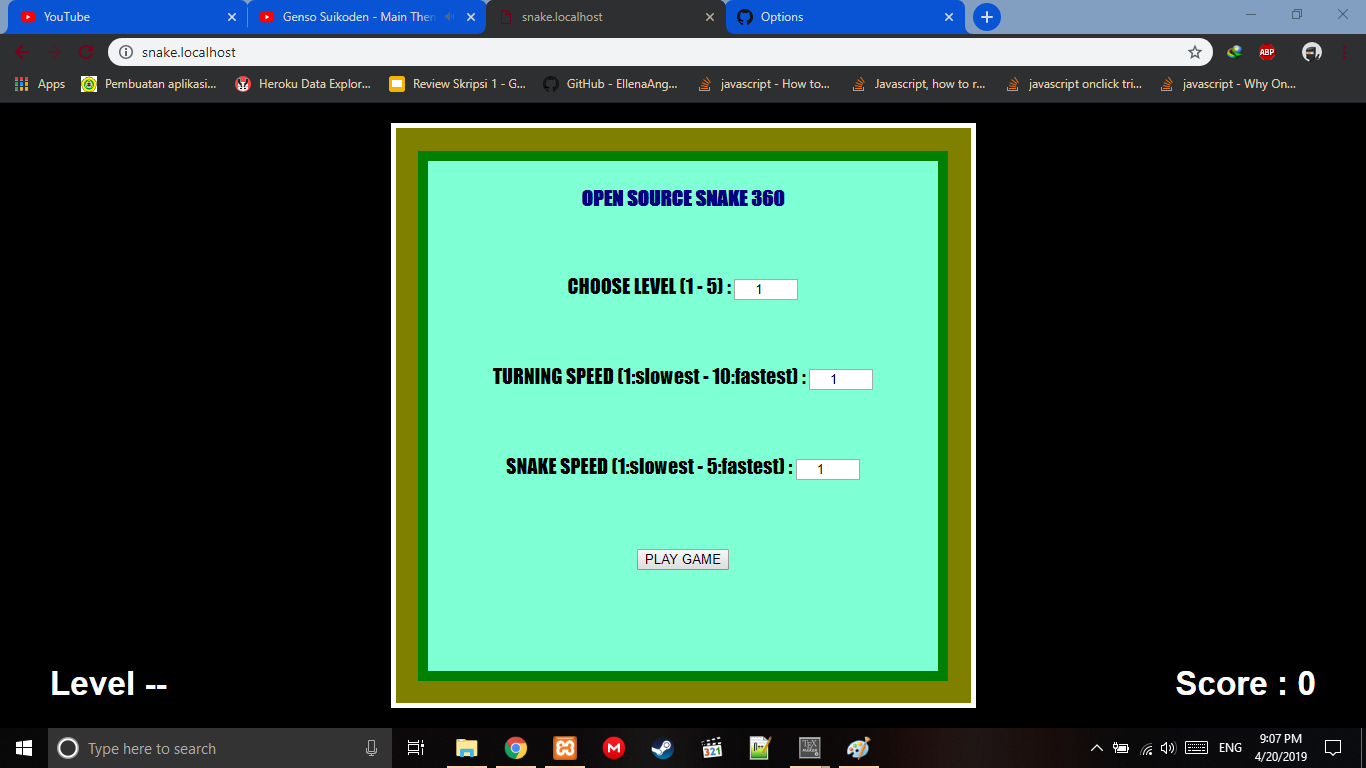 YouTube
Genso Suikoden - Main Then
snake.localhost
Options
snake.localhost
ABP
Apps
Pembuatan aplikasi...
Heroku Data Explor...
Review Skripsi 1 - G...
GitHub - EllenaAng...
javascript - How to...
Javascript, how to r...
javascript onclick tri...
javascript - Why On...
OPEN SOURCE SNAKE 360
CHOOSE LEVEL (1 - 5) : 1
TURNING SPEED (1:slowest - 10:fastest) : 1
SNAKE SPEED (1:slowest - 5:fastest) : 1
PLAY GAME
Level --
Score : 0
Type here to search
321
ENG
9:07 PM
4/20/2019